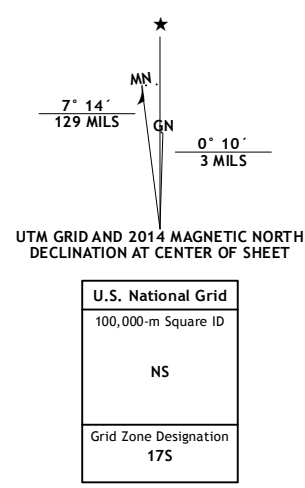 ★
MN
7° 14´
129 MILS
GN
0° 10´
3 MILS
UTM GRID AND 2014 MAGNETIC NORTH
DECLINATION AT CENTER OF SHEET
U.S. National Grid
100,000-m Square ID
NS
Grid Zone Designation
17S